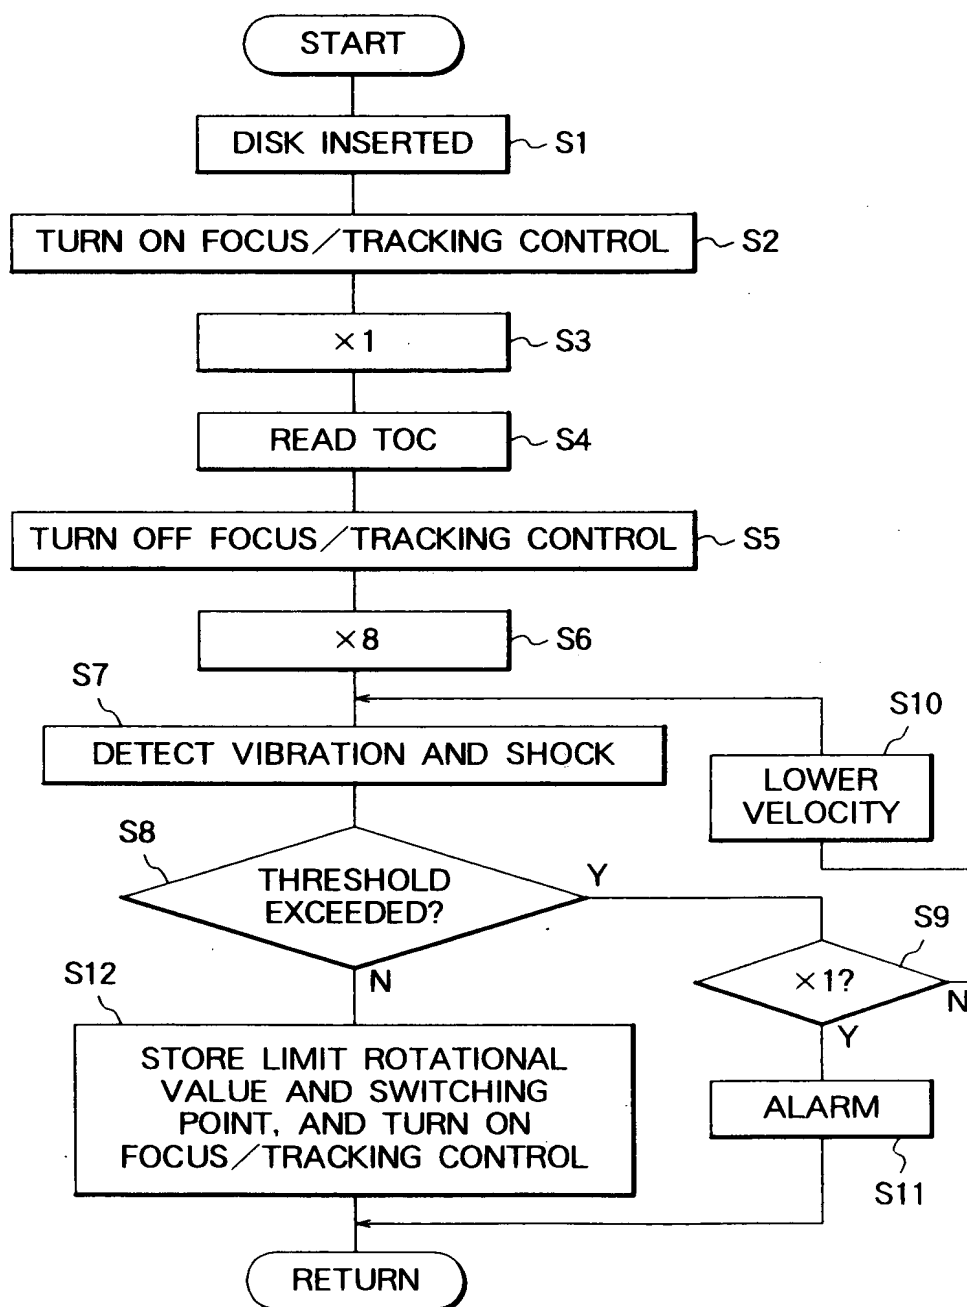 START
DISK INSERTED
S1
TURN ON FOCUS/TRACKING CONTROL
S2
×1
S3
READ TOC
S4
TURN OFF FOCUS/TRACKING CONTROL
S5
×8
S6
S7
DETECT VIBRATION AND SHOCK
S10
LOWER
VELOCITY
S8
THRESHOLD
EXCEEDED?
Y
N
S9
×1?
N
Y
S12
STORE LIMIT ROTATIONAL
VALUE AND SWITCHING
POINT, AND TURN ON
FOCUS/TRACKING CONTROL
ALARM
S11
RETURN